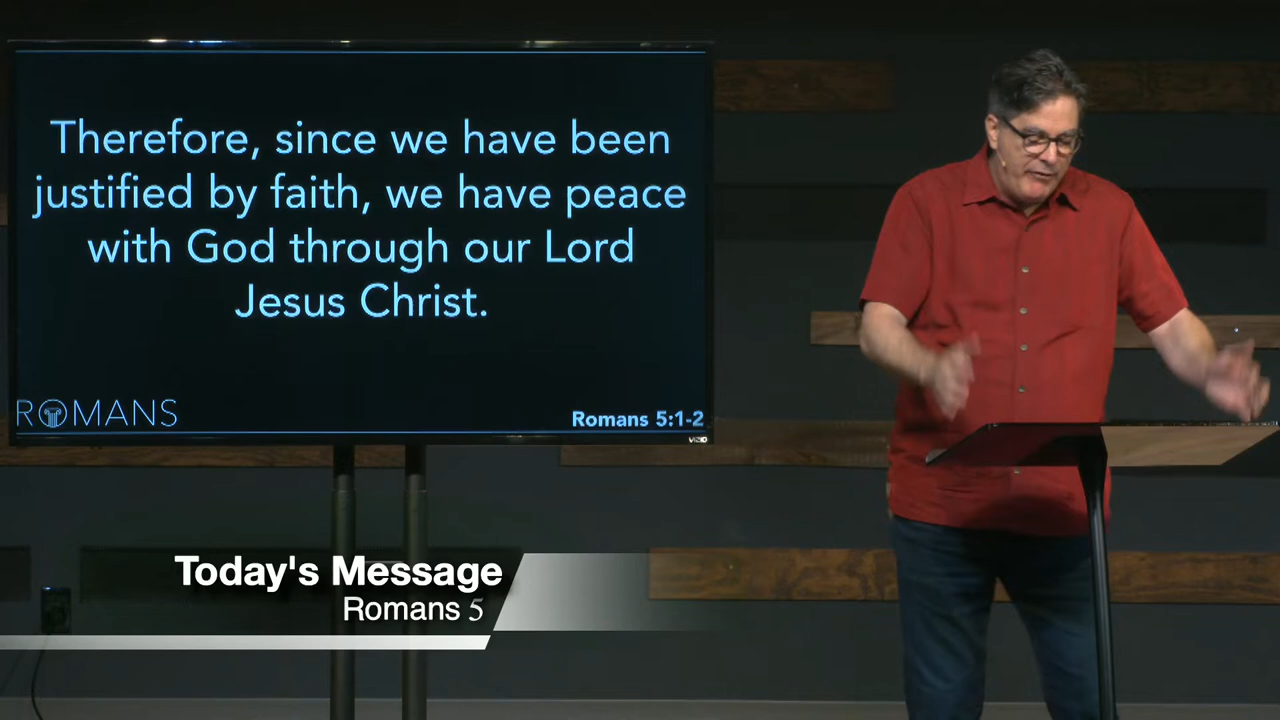 Therefore, since we have been
justified by faith, we have peace
with God through our Lord
Jesus Christ.
ROMANS
Romans 5:1-2
VIZIO
Today's Message
Romans 5